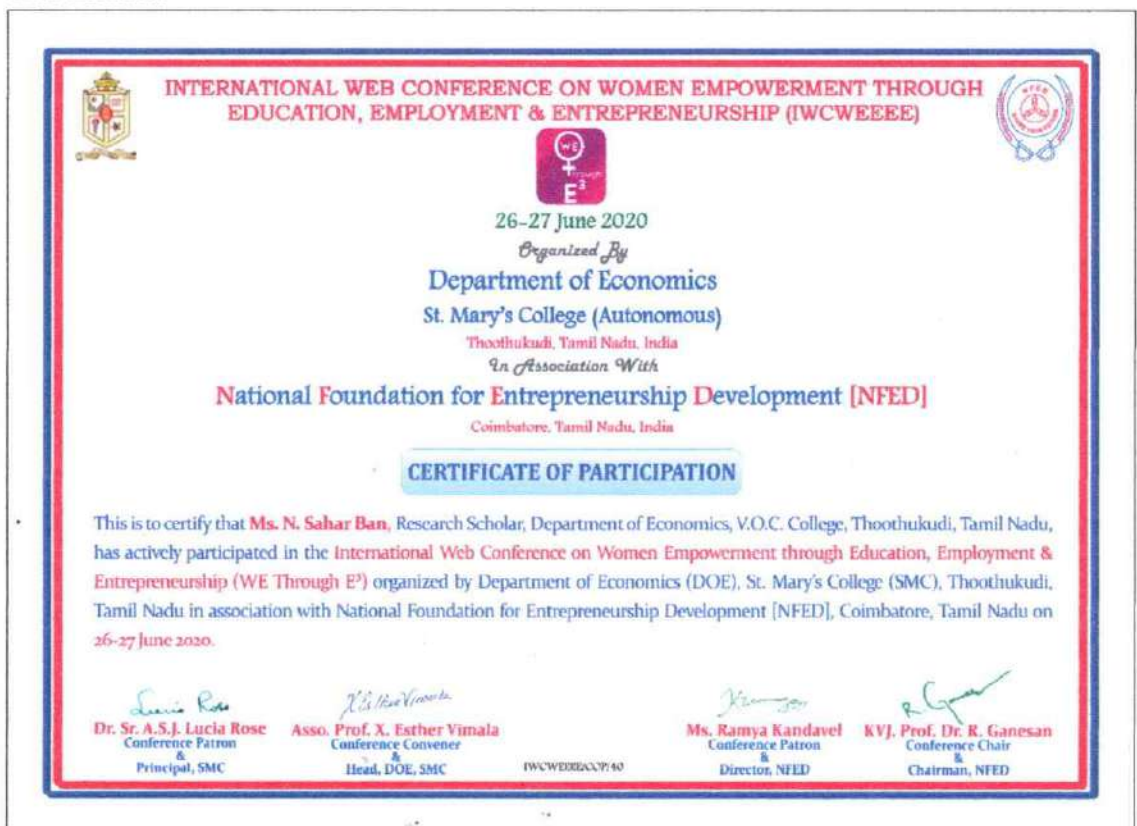 INTERNATIONAL WEB CONFERENCE ON WOMEN EMPOWERMENT THROUGH
EDUCATION, EMPLOYMENT & ENTREPRENEURSHIP (IWCWEEEE)
NFED
WE
through
E³
26-27 June 2020
Organized By
Department of Economics
St. Mary's College (Autonomous)
Thoothukudi, Tamil Nadu, India
In Association With
National Foundation for Entrepreneurship Development [NFED]
Coimbatore, Tamil Nadu, India
CERTIFICATE OF PARTICIPATION
This is to certify that Ms. N. Sahar Ban, Research Scholar, Department of Economics, V.O.C. College, Thoothukudi, Tamil Nadu,
has actively participated in the International Web Conference on Women Empowerment through Education, Employment &
Entrepreneurship (WE Through E³) organized by Department of Economics (DOE), St. Mary's College (SMC), Thoothukudi,
Tamil Nadu in association with National Foundation for Entrepreneurship Development [NFED], Coimbatore, Tamil Nadu on
26-27 June 2020.
Lucia Rose
Dr. Sr. A.S.J. Lucia Rose Asso. Prof. X. Esther Vimala Ms. Ramya Kandavel KVJ. Prof. Dr. R. Ganesan
Conference Patron Conference Convener Conference Patron Conference Chair
& & & &
Principal, SMC Head, DOE, SMC IWCWEEEE/COP/40 Director, NFED Chairman, NFED